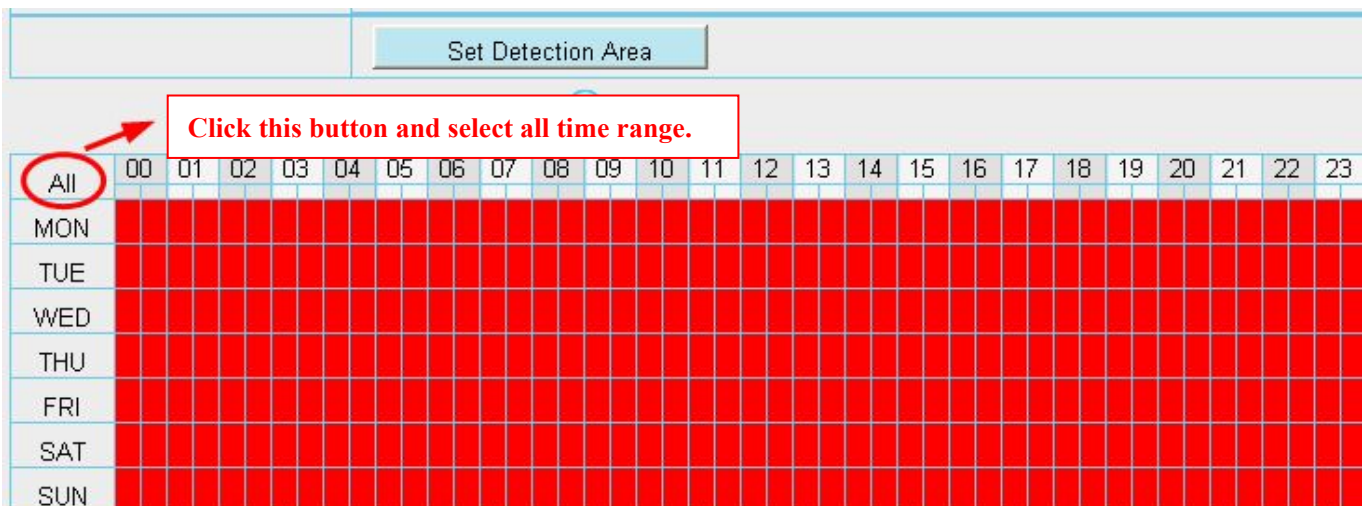 Set Detection Area
Click this button and select all time range.
All 00 01 02 03 04 05 06 07 08 09 10 11 12 13 14 15 16 17 18 19 20 21 22 23
MON
TUE
WED
THU
FRI
SAT
SUN